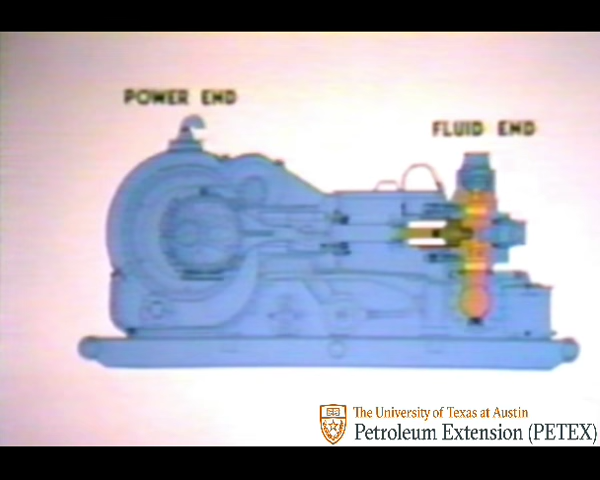 POWER END
FLUID END
The University of Texas at Austin
Petroleum Extension (PETEX)